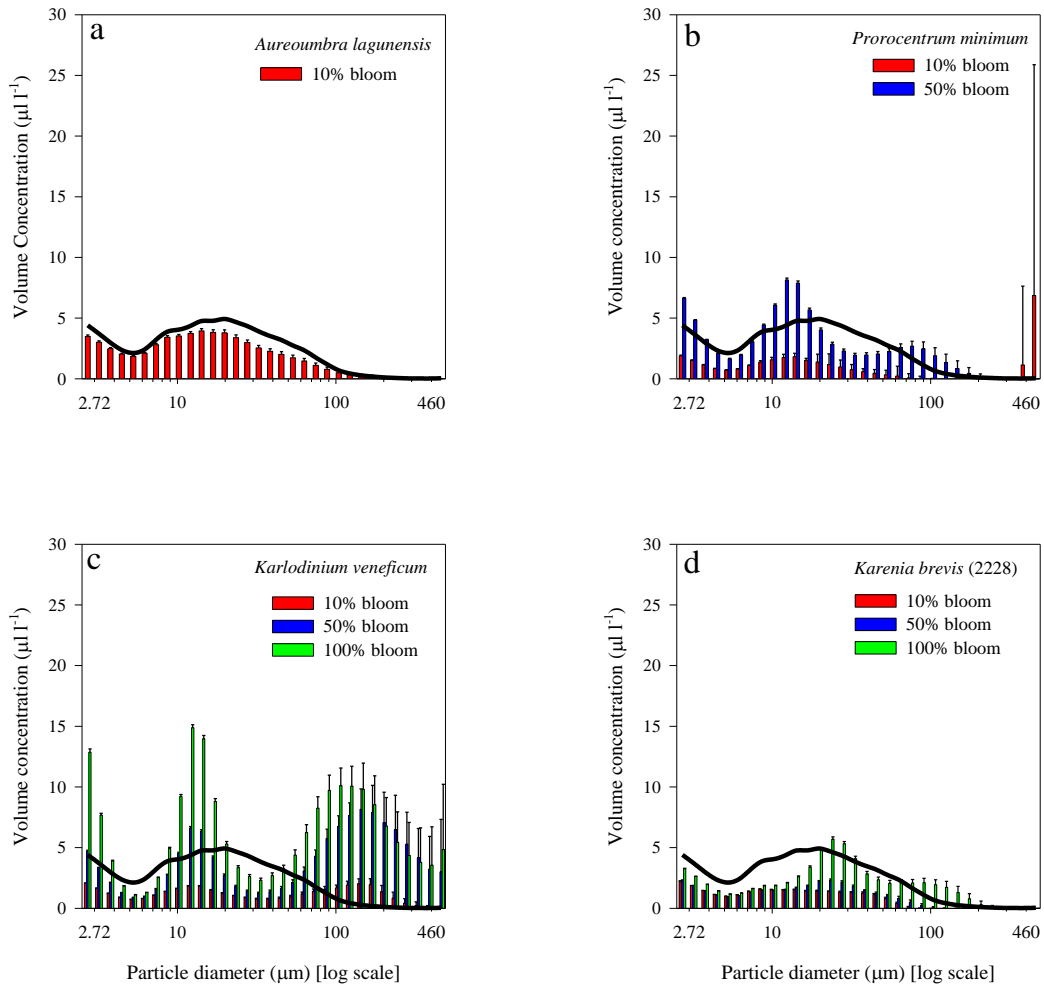 a
Aureoumbra lagunensis
10% bloom
Volume Concentration (µl l-1)
30
25
20
15
10
5
0
2.72
10
100
460
b
Prorocentrum minimum
10% bloom
50% bloom
Volume concentration (µl l-1)
30
25
20
15
10
5
0
2.72
10
100
460
c
Karlodinium veneficum
10% bloom
50% bloom
100% bloom
Volume concentration (µl l-1)
30
25
20
15
10
5
0
2.72
10
100
460
Particle diameter (µm) [log scale]
d
Karenia brevis (2228)
10% bloom
50% bloom
100% bloom
Volume concentration (µl l-1)
30
25
20
15
10
5
0
2.72
10
100
460
Particle diameter (µm) [log scale]